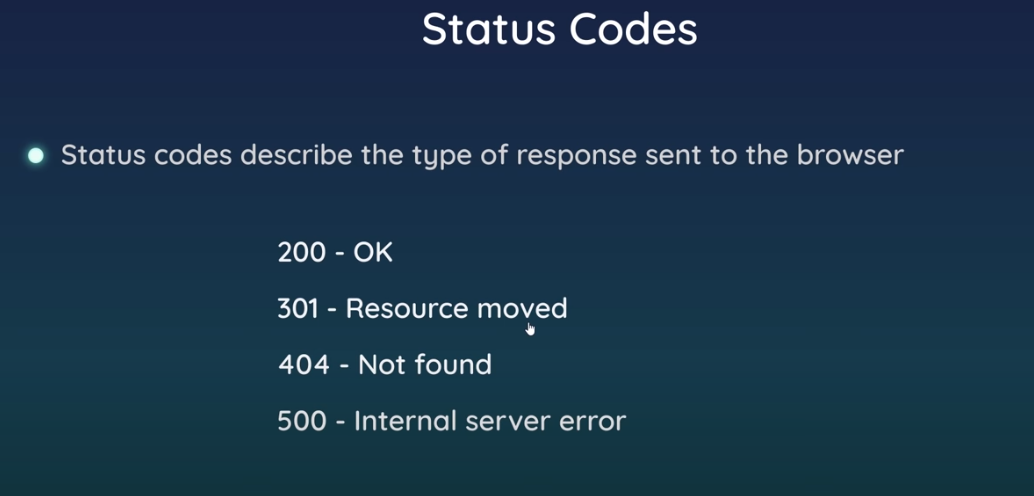 Status Codes
Status codes describe the type of response sent to the browser
200 - OK
301 - Resource moved
404 - Not found
500 - Internal server error